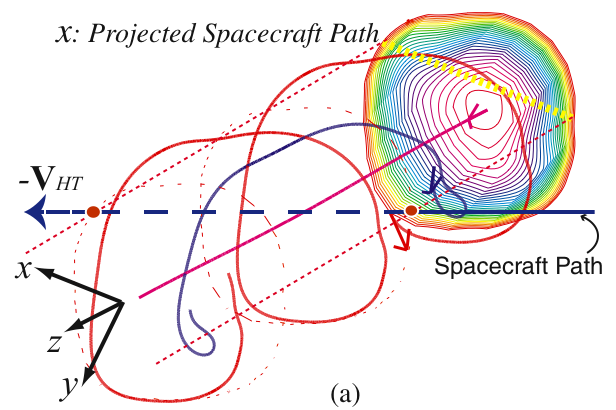 x: Projected Spacecraft Path
-V_HT
x
Spacecraft Path
z
y
(a)